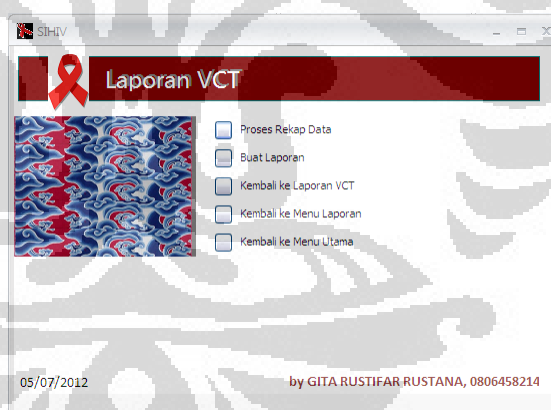 SIHIV
Laporan VCT
Proses Rekap Data
Buat Laporan
Kembali ke Laporan VCT
Kembali ke Menu Laporan
Kembali ke Menu Utama
05/07/2012
by GITA RUSTIFAR RUSTANA, 0806458214